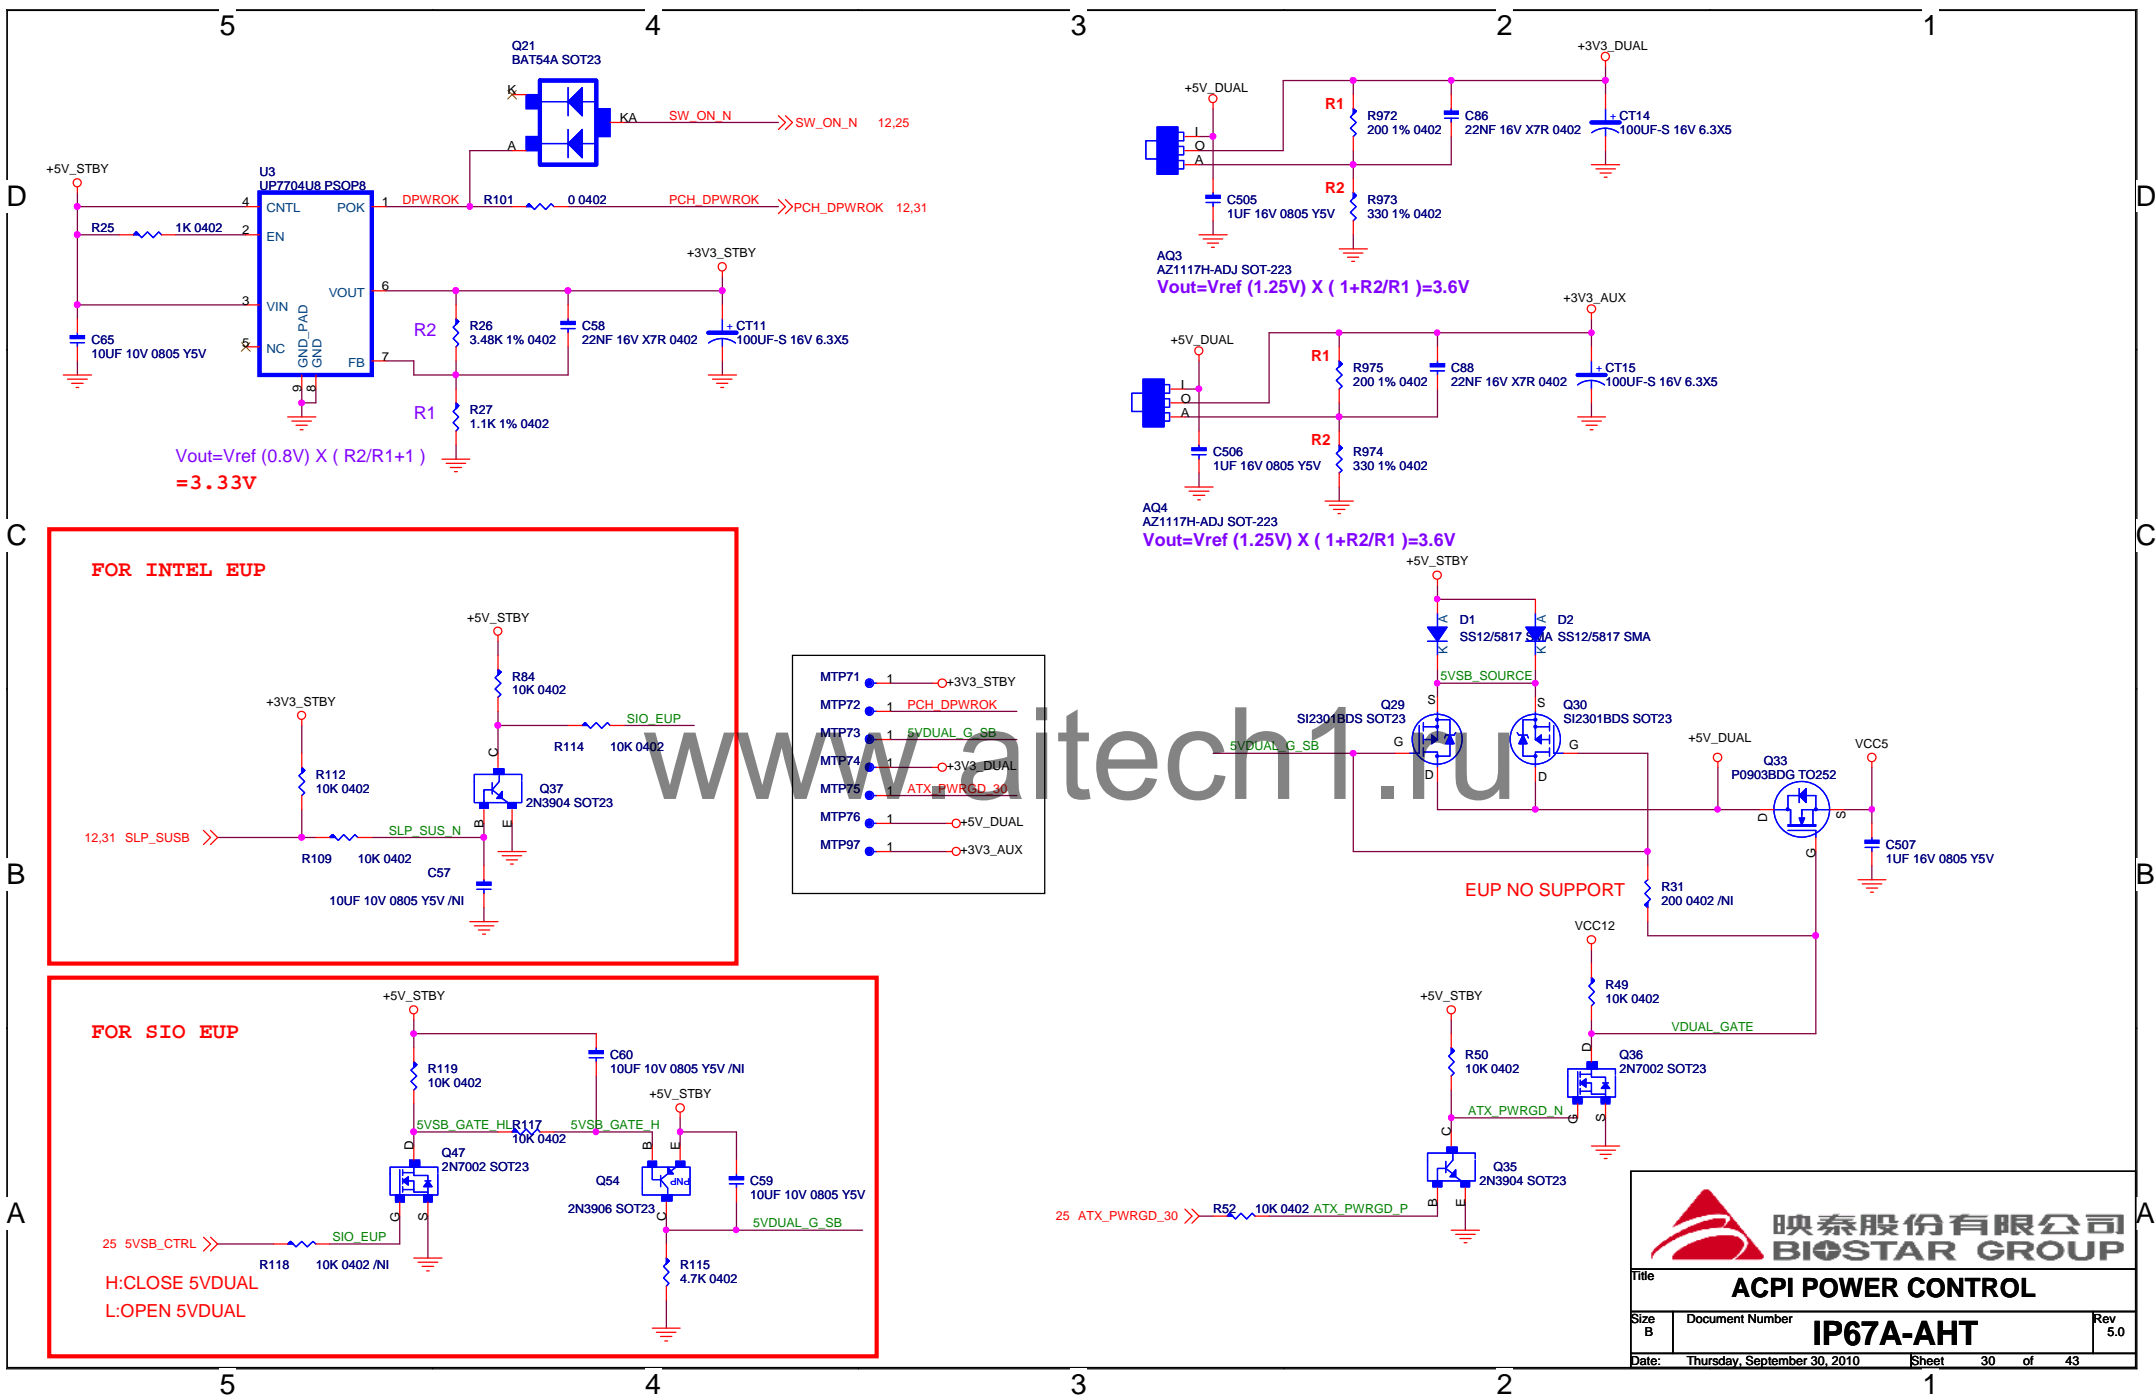 5 4 3 2 1
D
C
B
A
Q21
BAT54A SOT23
K
KA
A
SW_ON_N
SW_ON_N 12,25
+5V_STBY
U3
UP7704U8 PSOP8
4 CNTL
2 EN
3 VIN
5 NC
POK 1
VOUT 6
FB 7
GND_PAD
GND
9
8
R25
1K 0402
DPWROK
R101
0 0402
PCH_DPWROK
PCH_DPWROK 12,31
+3V3_STBY
C65
10UF 10V 0805 Y5V
R2
R26
3.48K 1% 0402
C58
22NF 16V X7R 0402
+ CT11
100UF-S 16V 6.3X5
R1
R27
1.1K 1% 0402
Vout=Vref (0.8V) X ( R2/R1+1 )
=3.33V
+3V3_DUAL
+5V_DUAL
I
O
A
R1
R972
200 1% 0402
C86
22NF 16V X7R 0402
+ CT14
100UF-S 16V 6.3X5
R2
R973
330 1% 0402
C505
1UF 16V 0805 Y5V
AQ3
AZ1117H-ADJ SOT-223
Vout=Vref (1.25V) X ( 1+R2/R1 )=3.6V
+3V3_AUX
+5V_DUAL
I
O
A
R1
R975
200 1% 0402
C88
22NF 16V X7R 0402
+ CT15
100UF-S 16V 6.3X5
R2
R974
330 1% 0402
C506
1UF 16V 0805 Y5V
AQ4
AZ1117H-ADJ SOT-223
Vout=Vref (1.25V) X ( 1+R2/R1 )=3.6V
FOR INTEL EUP
+5V_STBY
R84
10K 0402
+3V3_STBY
SIO_EUP
R114 10K 0402
R112
10K 0402
C
B
E
Q37
2N3904 SOT23
12,31 SLP_SUSB
SLP_SUS_N
R109 10K 0402
C57
10UF 10V 0805 Y5V /NI
MTP71 1 +3V3_STBY
MTP72 1 PCH_DPWROK
MTP73 1 5VDUAL_G_SB
MTP74 1 +3V3_DUAL
MTP75 1 ATX_PWRGD_30
MTP76 1 +5V_DUAL
MTP97 1 +3V3_AUX
www.aitech1.ru
+5V_STBY
A
K
D1
SS12/5817 SMA
A
K
D2
SS12/5817 SMA
5VSB_SOURCE
Q29
SI2301BDS SOT23
S
G
D
Q30
SI2301BDS SOT23
S
G
D
5VDUAL_G_SB
+5V_DUAL
VCC5
Q33
P0903BDG TO252
D
S
G
C507
1UF 16V 0805 Y5V
EUP NO SUPPORT
R31
200 0402 /NI
VCC12
R49
10K 0402
VDUAL_GATE
+5V_STBY
R50
10K 0402
D
G
S
Q36
2N7002 SOT23
ATX_PWRGD_N
C
B
E
Q35
2N3904 SOT23
25 ATX_PWRGD_30
R52 10K 0402 ATX_PWRGD_P
FOR SIO EUP
+5V_STBY
R119
10K 0402
C60
10UF 10V 0805 Y5V /NI
+5V_STBY
5VSB_GATE_HL
R117
10K 0402
5VSB_GATE_H
D
G
S
Q47
2N7002 SOT23
B
E
C
PNP
Q54
2N3906 SOT23
C59
10UF 10V 0805 Y5V
5VDUAL_G_SB
25 5VSB_CTRL
SIO_EUP
R118 10K 0402 /NI
R115
4.7K 0402
H:CLOSE 5VDUAL
L:OPEN 5VDUAL
映泰股份有限公司
BIOSTAR GROUP
Title
ACPI POWER CONTROL
Size
B
Document Number
IP67A-AHT
Rev
5.0
Date: Thursday, September 30, 2010 Sheet 30 of 43
5 4 3 2 1
D
C
B
A